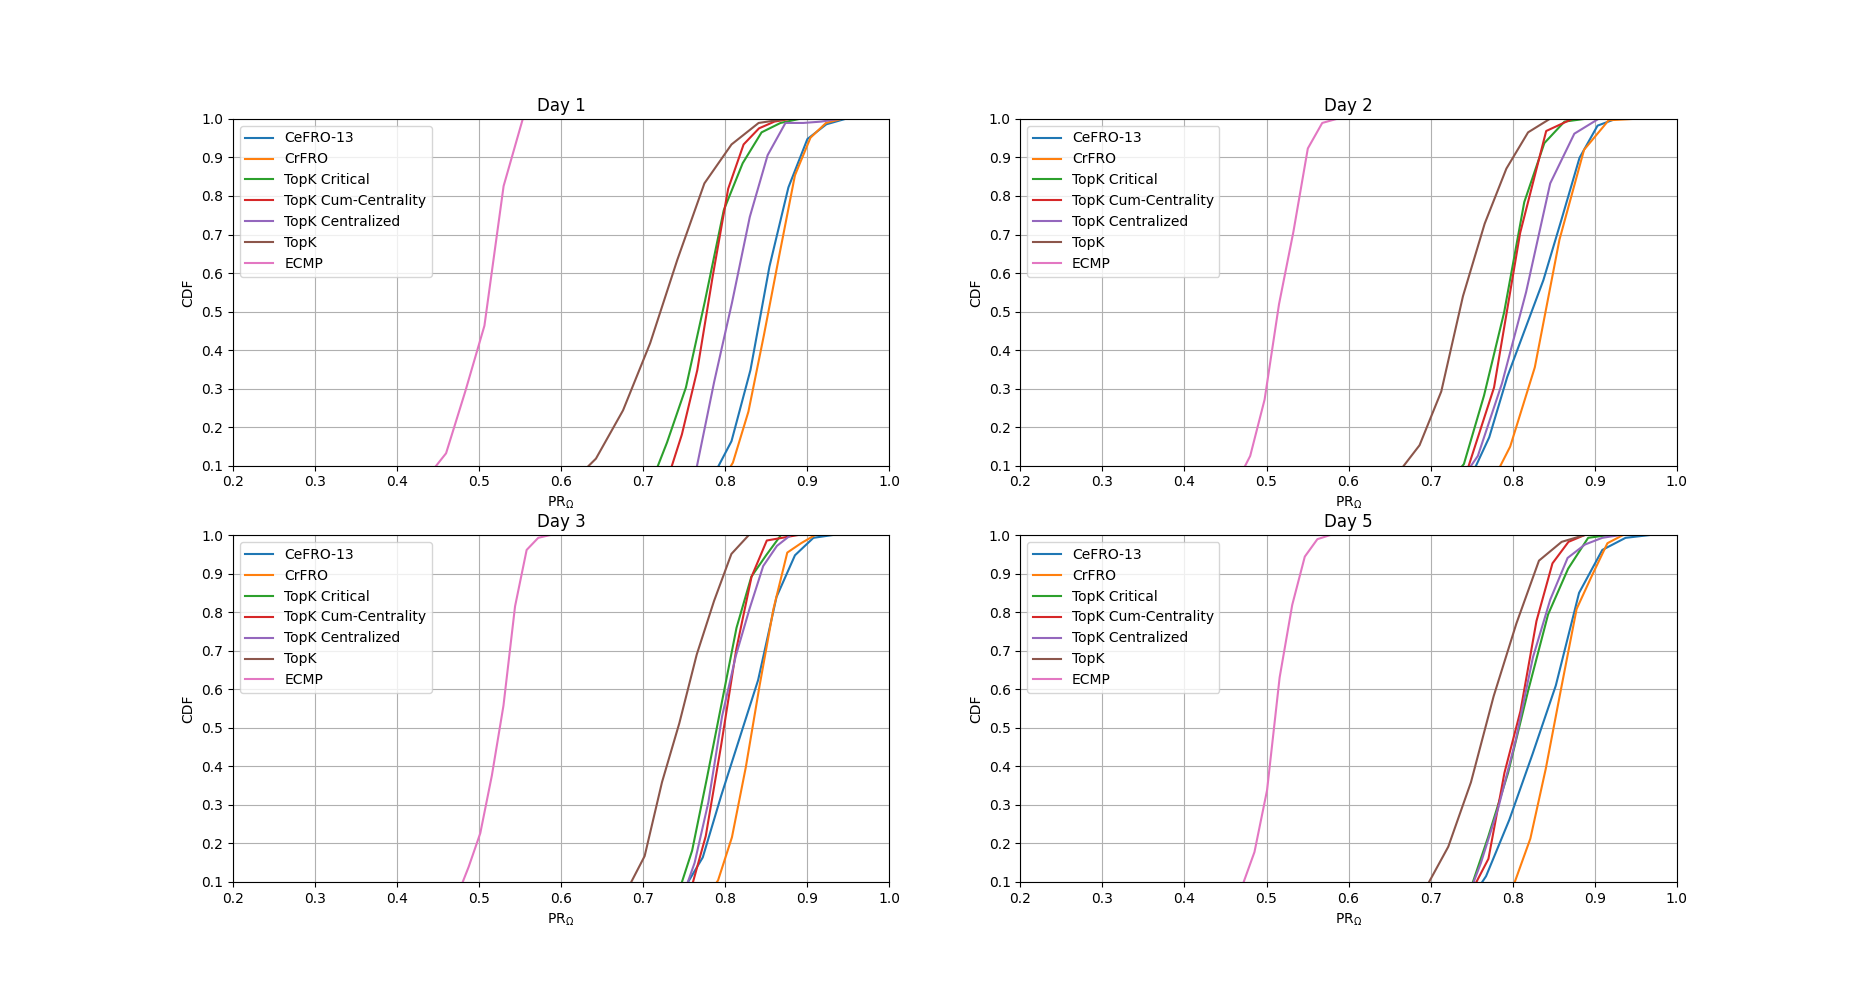 Day 1
CDF
1.0
0.9
0.8
0.7
0.6
0.5
0.4
0.3
0.2
0.1
CeFRO-13
CrFRO
TopK Critical
TopK Cum-Centrality
TopK Centralized
TopK
ECMP
0.2 0.3 0.4 0.5 0.6 0.7 0.8 0.9 1.0
PR_Ω
Day 2
CDF
1.0
0.9
0.8
0.7
0.6
0.5
0.4
0.3
0.2
0.1
CeFRO-13
CrFRO
TopK Critical
TopK Cum-Centrality
TopK Centralized
TopK
ECMP
0.2 0.3 0.4 0.5 0.6 0.7 0.8 0.9 1.0
PR_Ω
Day 3
CDF
1.0
0.9
0.8
0.7
0.6
0.5
0.4
0.3
0.2
0.1
CeFRO-13
CrFRO
TopK Critical
TopK Cum-Centrality
TopK Centralized
TopK
ECMP
0.2 0.3 0.4 0.5 0.6 0.7 0.8 0.9 1.0
PR_Ω
Day 5
CDF
1.0
0.9
0.8
0.7
0.6
0.5
0.4
0.3
0.2
0.1
CeFRO-13
CrFRO
TopK Critical
TopK Cum-Centrality
TopK Centralized
TopK
ECMP
0.2 0.3 0.4 0.5 0.6 0.7 0.8 0.9 1.0
PR_Ω